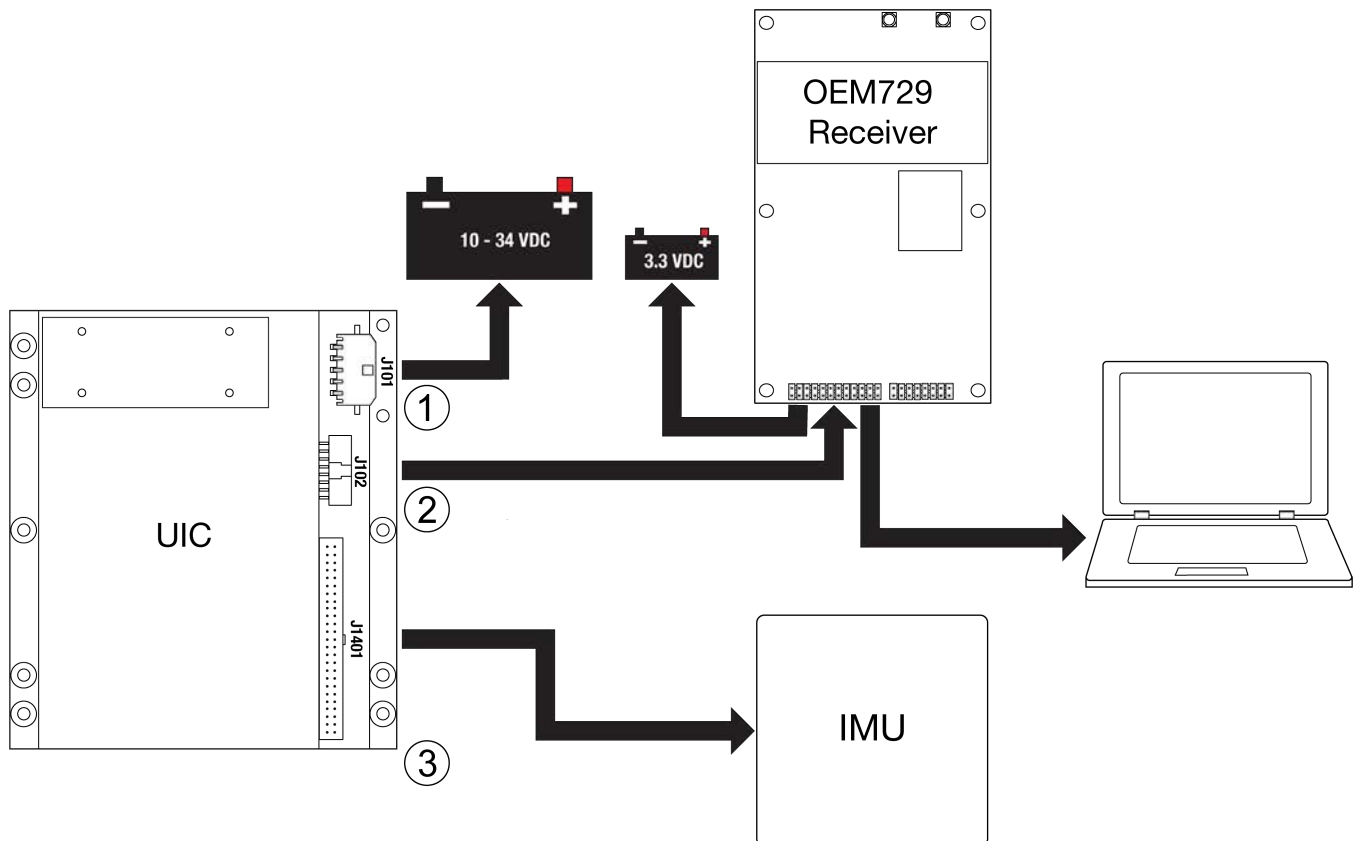 OEM729
Receiver
− +
10 - 34 VDC
− +
3.3 VDC
J101
1
J102
2
UIC
J1401
IMU
3